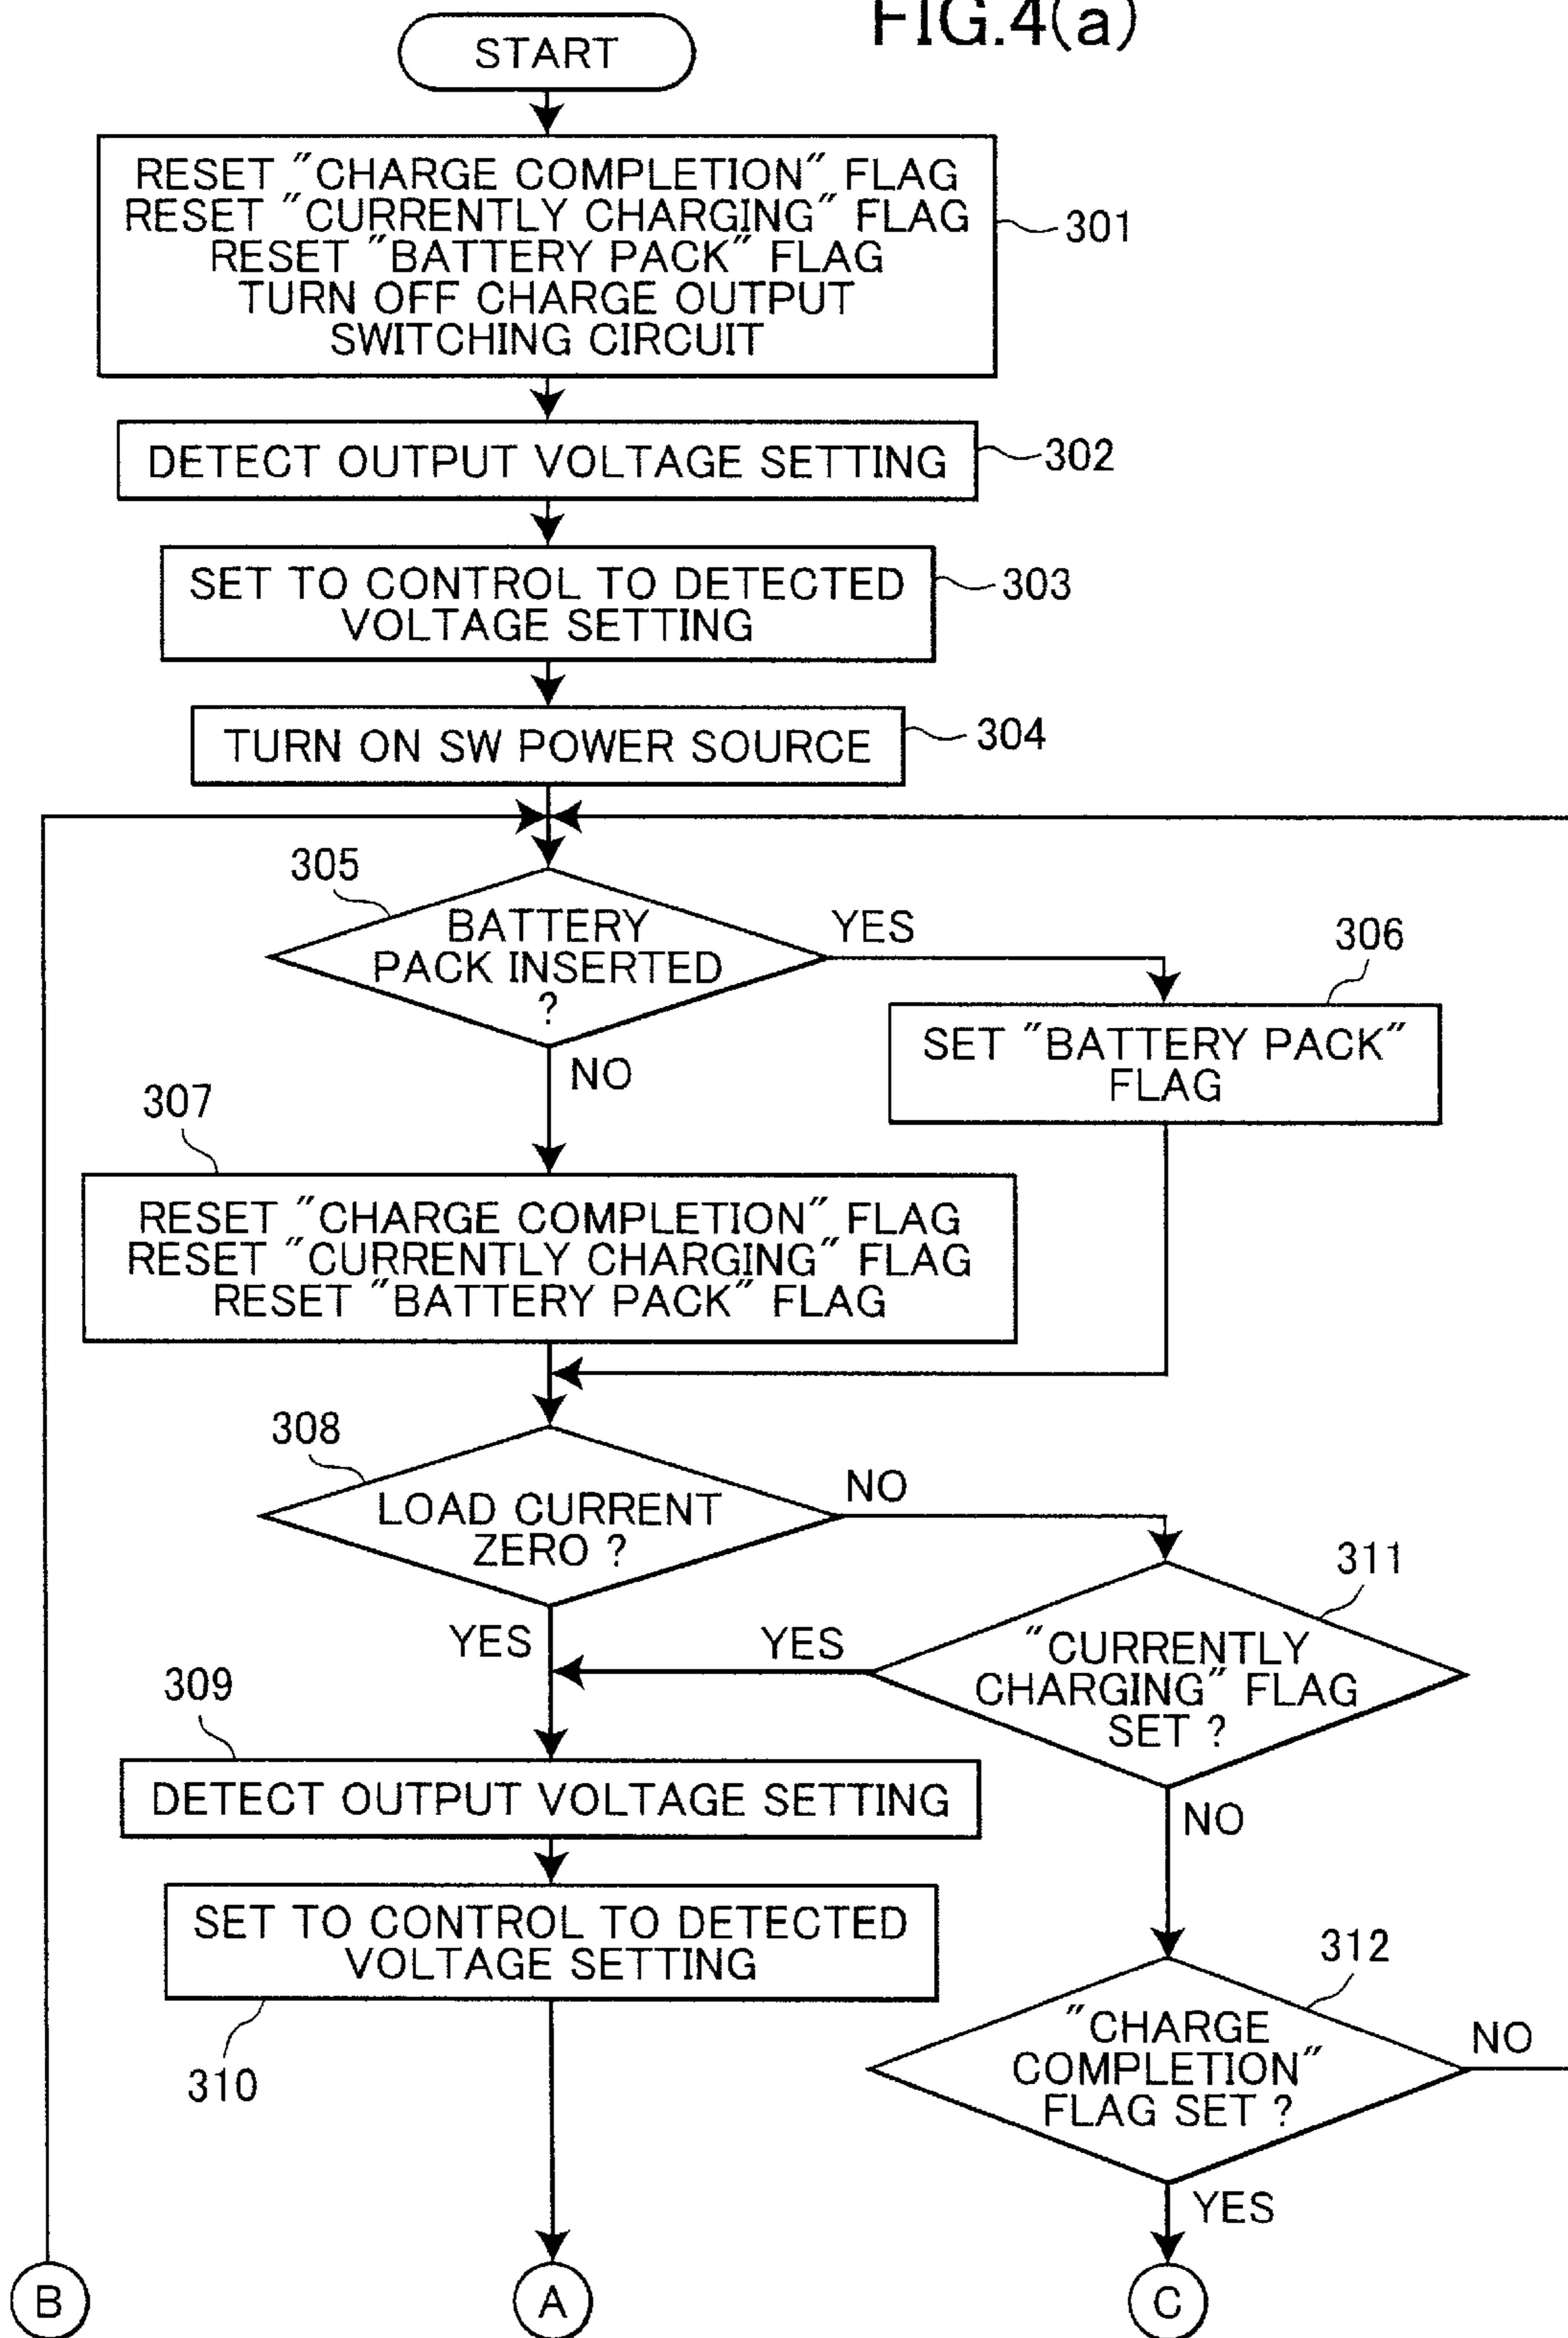 FIG.4(a)
START
RESET "CHARGE COMPLETION" FLAG
RESET "CURRENTLY CHARGING" FLAG
RESET "BATTERY PACK" FLAG
TURN OFF CHARGE OUTPUT
SWITCHING CIRCUIT
301
DETECT OUTPUT VOLTAGE SETTING
302
SET TO CONTROL TO DETECTED
VOLTAGE SETTING
303
TURN ON SW POWER SOURCE
304
305
BATTERY
PACK INSERTED
?
YES
NO
306
SET "BATTERY PACK"
FLAG
307
RESET "CHARGE COMPLETION" FLAG
RESET "CURRENTLY CHARGING" FLAG
RESET "BATTERY PACK" FLAG
308
LOAD CURRENT
ZERO ?
NO
YES
311
"CURRENTLY
CHARGING" FLAG
SET ?
YES
NO
309
DETECT OUTPUT VOLTAGE SETTING
SET TO CONTROL TO DETECTED
VOLTAGE SETTING
310
312
"CHARGE
COMPLETION"
FLAG SET ?
NO
YES
B
A
C